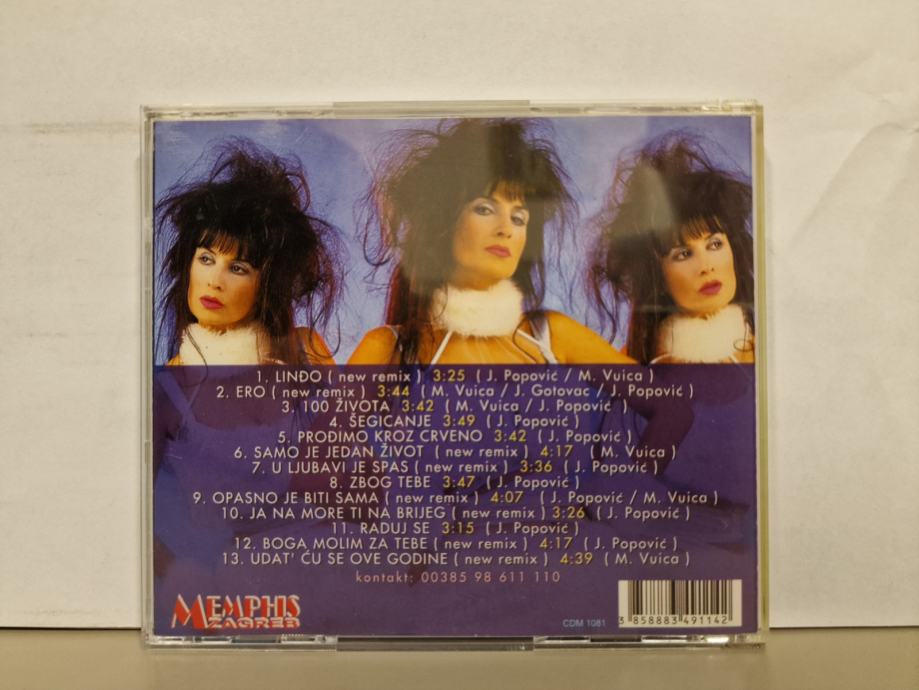 1. LINĐO ( new remix ) 3:25 ( J. Popović / M. Vuica )
2. ERO ( new remix ) 3:44 ( M. Vuica / J. Gotovac / J. Popović )
3. 100 ŽIVOTA 3:42 ( M. Vuica / J. Popović )
4. ŠEGICANJE 3:49 ( J. Popović )
5. PROĐIMO KROZ CRVENO 3:42 ( J. Popović )
6. SAMO JE JEDAN ŽIVOT ( new remix ) 4:17 ( M. Vuica )
7. U LJUBAVI JE SPAS ( new remix ) 3:36 ( J. Popović )
8. ZBOG TEBE 3:47 ( J. Popović )
9. OPASNO JE BITI SAMA ( new remix ) 4:07 ( J. Popović / M. Vuica )
10. JA NA MORE TI NA BRIJEG ( new remix ) 3:26 ( J. Popović )
11. RADUJ SE 3:15 ( J. Popović )
12. BOGA MOLIM ZA TEBE ( new remix ) 4:17 ( J. Popović )
13. UDAT' ĆU SE OVE GODINE ( new remix ) 4:39 ( M. Vuica )
kontakt: 00385 98 611 110
MEMPHIS
ZAGREB
CDM 1081
3 858883 491142